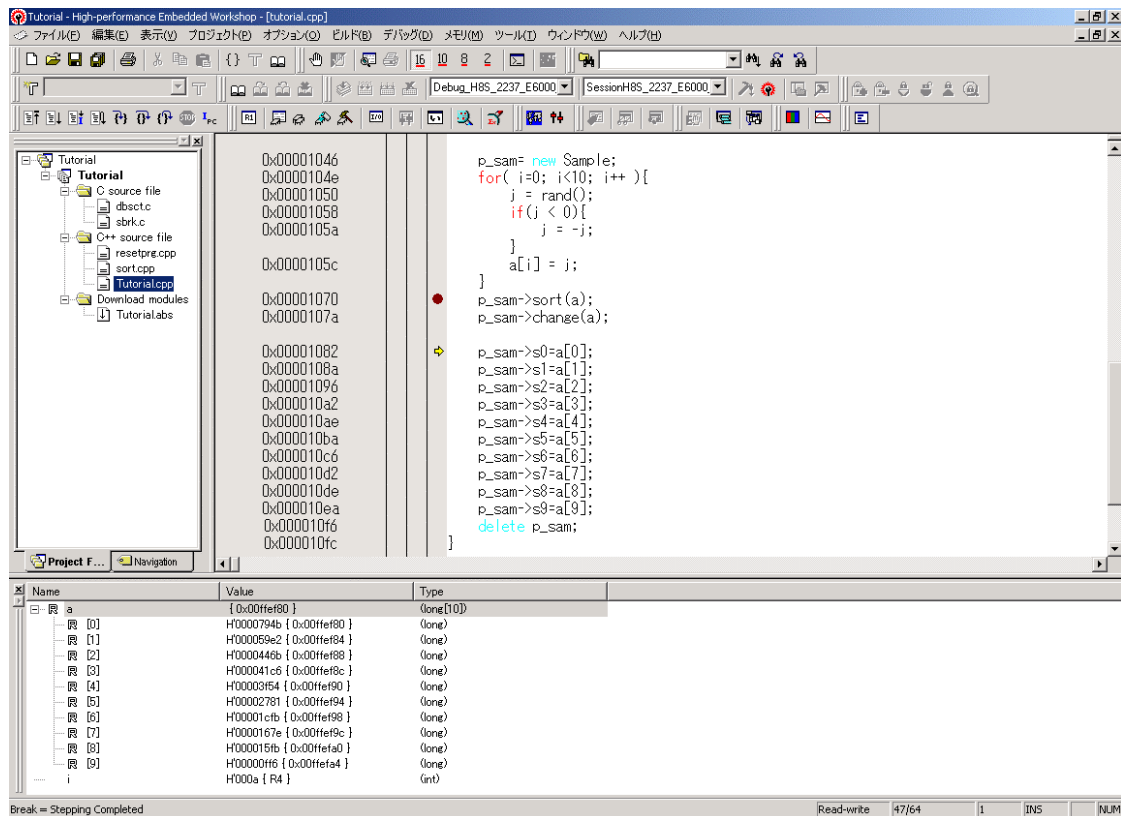 Tutorial - High-performance Embedded Workshop - [tutorial.cpp]
ファイル(F) 編集(E) 表示(V) プロジェクト(P) オプション(O) ビルド(B) デバッグ(D) メモリ(M) ツール(T) ウィンドウ(W) ヘルプ(H)
16 10 8 2
Debug_H8S_2237_E6000_ SessionH8S_2237_E6000_
Tutorial
Tutorial
C source file
dbsct.c
sbrk.c
C++ source file
resetprg.cpp
sort.cpp
Tutorial.cpp
Download modules
Tutorial.abs
Project F... Navigation
0x00001046 p_sam= new Sample;
0x0000104e for( i=0; i<10; i++ ){
0x00001050 j = rand();
0x00001058 if(j < 0){
0x0000105a j = -j;
}
0x0000105c a[i] = j;
}
0x00001070 p_sam->sort(a);
0x0000107a p_sam->change(a);
0x00001082 p_sam->s0=a[0];
0x0000108a p_sam->s1=a[1];
0x00001096 p_sam->s2=a[2];
0x000010a2 p_sam->s3=a[3];
0x000010ae p_sam->s4=a[4];
0x000010ba p_sam->s5=a[5];
0x000010c6 p_sam->s6=a[6];
0x000010d2 p_sam->s7=a[7];
0x000010de p_sam->s8=a[8];
0x000010ea p_sam->s9=a[9];
0x000010f6 delete p_sam;
0x000010fc }
Name Value Type
R a { 0x00ffef80 } (long[10])
R [0] H'0000794b { 0x00ffef80 } (long)
R [1] H'000059e2 { 0x00ffef84 } (long)
R [2] H'0000446b { 0x00ffef88 } (long)
R [3] H'000041c6 { 0x00ffef8c } (long)
R [4] H'00003f54 { 0x00ffef90 } (long)
R [5] H'00002781 { 0x00ffef94 } (long)
R [6] H'00001cfb { 0x00ffef98 } (long)
R [7] H'0000167e { 0x00ffef9c } (long)
R [8] H'000015fb { 0x00ffefa0 } (long)
R [9] H'00000ff6 { 0x00ffefa4 } (long)
i H'000a { R4 } (int)
Break = Stepping Completed Read-write 47/64 1 INS NUM